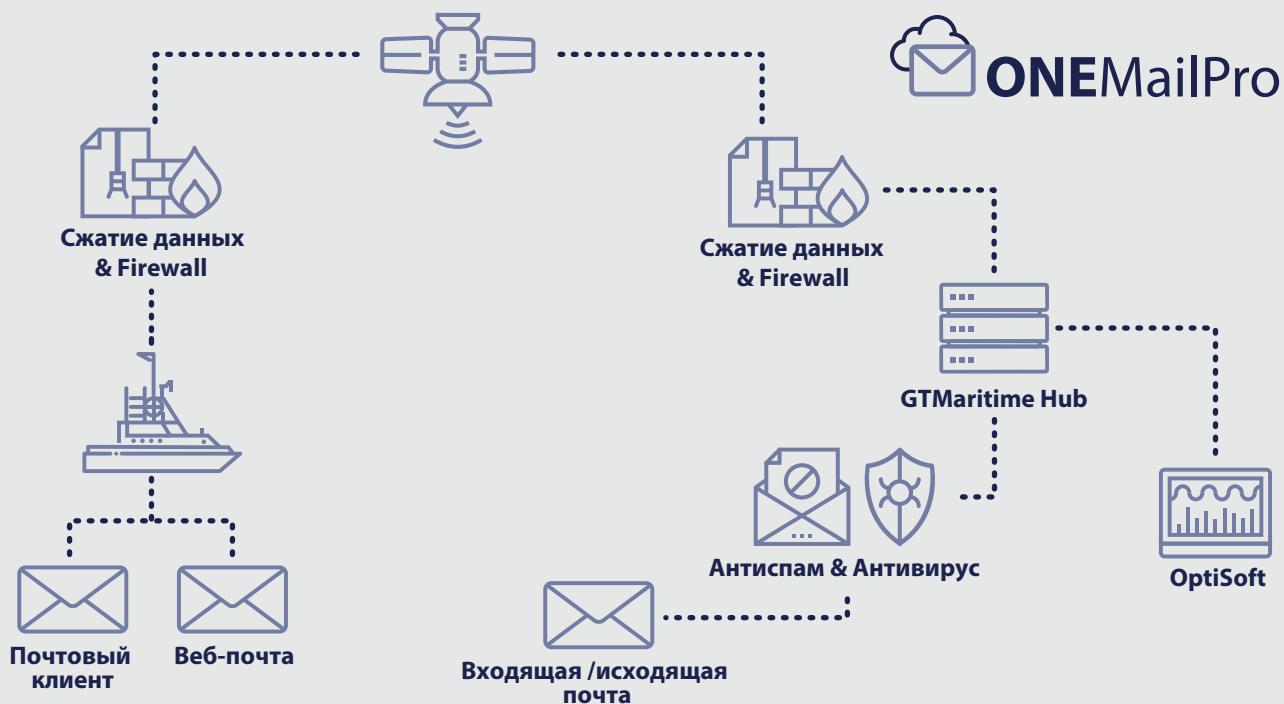 ONEMailPro
Сжатие данных
& Firewall
Сжатие данных
& Firewall
GTMaritime Hub
Антиспам & Антивирус
OptiSoft
Почтовый
клиент
Веб-почта
Входящая /исходящая
почта